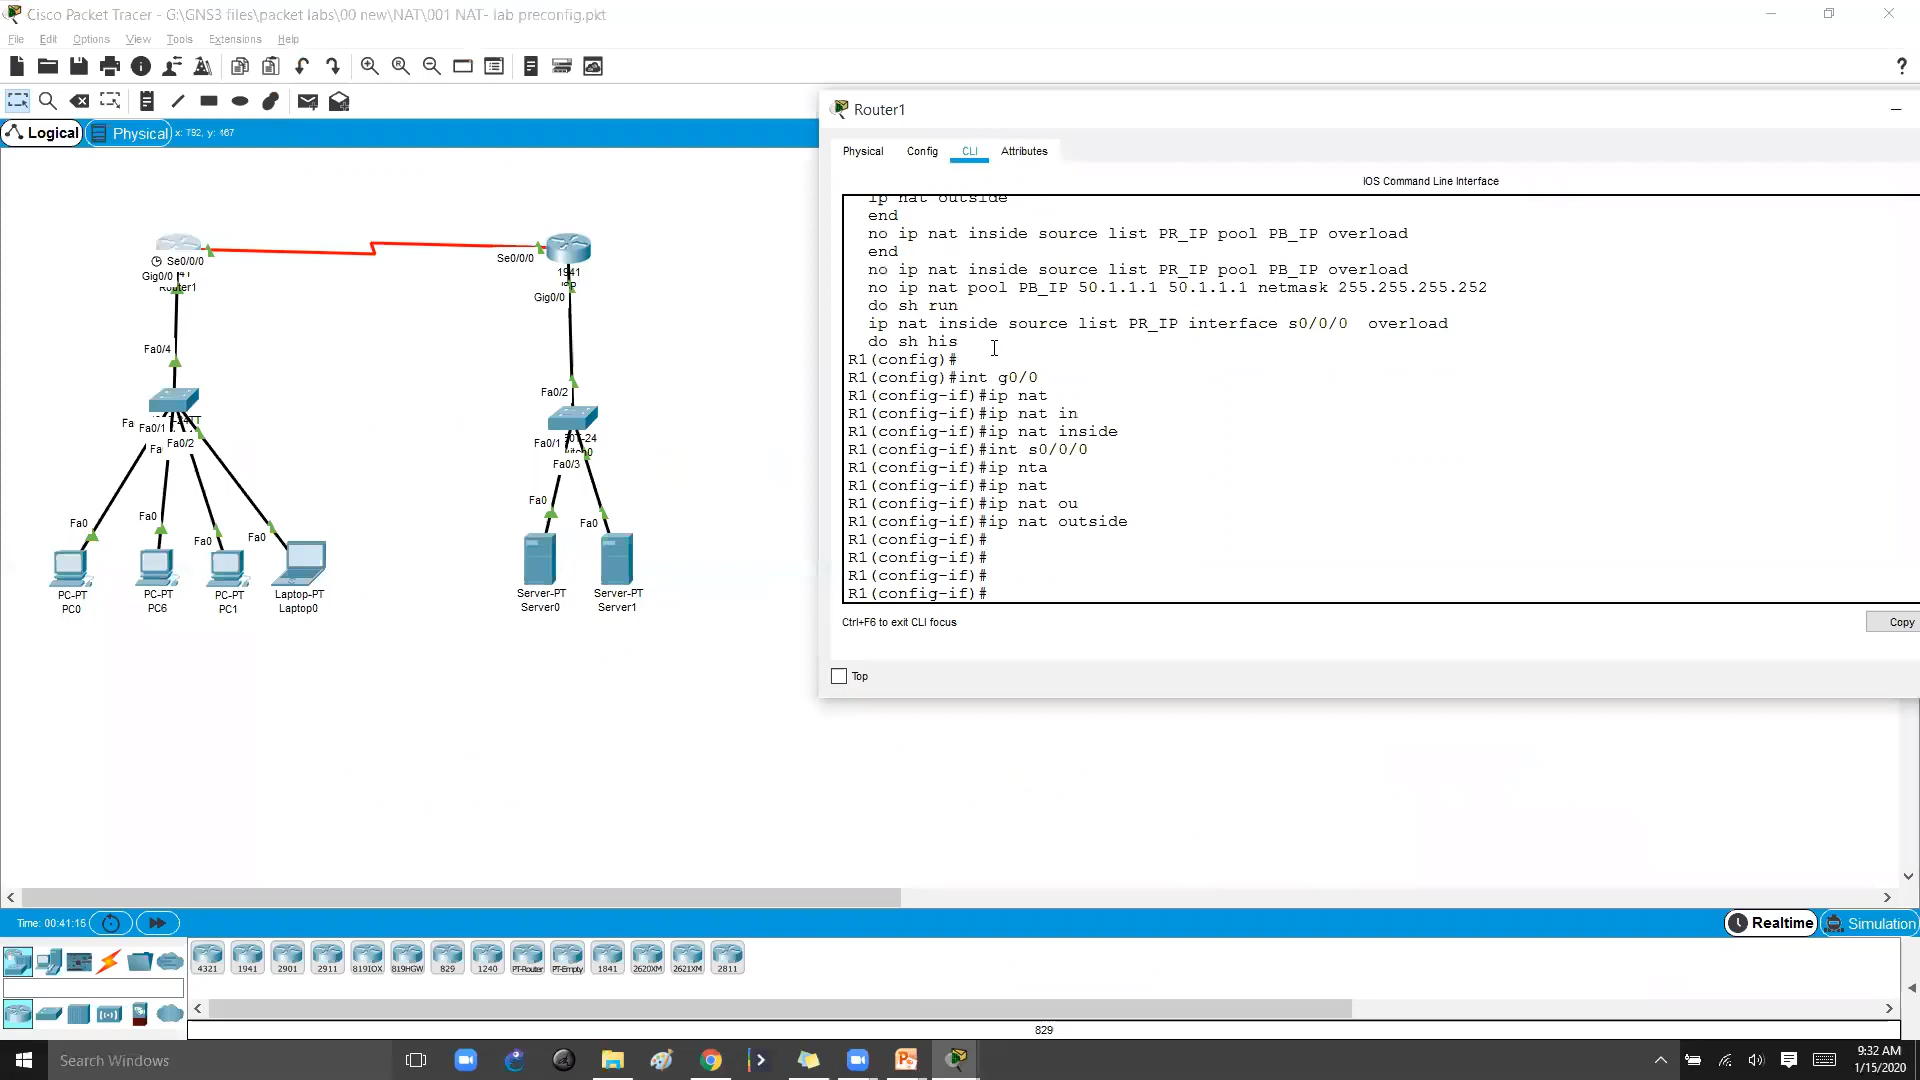 Cisco Packet Tracer - G:\GNS3 files\packet labs\00 new\NAT\001 NAT- lab preconfig.pkt
File Edit Options View Tools Extensions Help
?
Logical Physical x: 792, y: 467
Router1
Physical Config CLI Attributes
IOS Command Line Interface
ip nat outside
end
no ip nat inside source list PR_IP pool PB_IP overload
end
no ip nat inside source list PR_IP pool PB_IP overload
no ip nat pool PB_IP 50.1.1.1 50.1.1.1 netmask 255.255.255.252
do sh run
ip nat inside source list PR_IP interface s0/0/0 overload
do sh his
R1(config)#
R1(config)#int g0/0
R1(config-if)#ip nat
R1(config-if)#ip nat in
R1(config-if)#ip nat inside
R1(config-if)#int s0/0/0
R1(config-if)#ip nta
R1(config-if)#ip nat
R1(config-if)#ip nat ou
R1(config-if)#ip nat outside
R1(config-if)#
R1(config-if)#
R1(config-if)#
R1(config-if)#
Ctrl+F6 to exit CLI focus
Copy
Top
Se0/0/0
Gig0/0
Router1
Se0/0/0
1941
Gig0/0
Fa0/4
Fa0/2
Fa
Fa0/1
Fa0/2
Fa
Fa0/1
Fa0/3
Fa0
Fa0
Fa0
Fa0
Fa0
Fa0
PC-PT
PC0
PC-PT
PC6
PC-PT
PC1
Laptop-PT
Laptop0
Server-PT
Server0
Server-PT
Server1
Time: 00:41:15
Realtime Simulation
4321 1941 2901 2911 819IOX 819HGW 829 1240 PT-Router PT-Empty 1841 2620XM 2621XM 2811
829
Search Windows
9:32 AM
1/15/2020